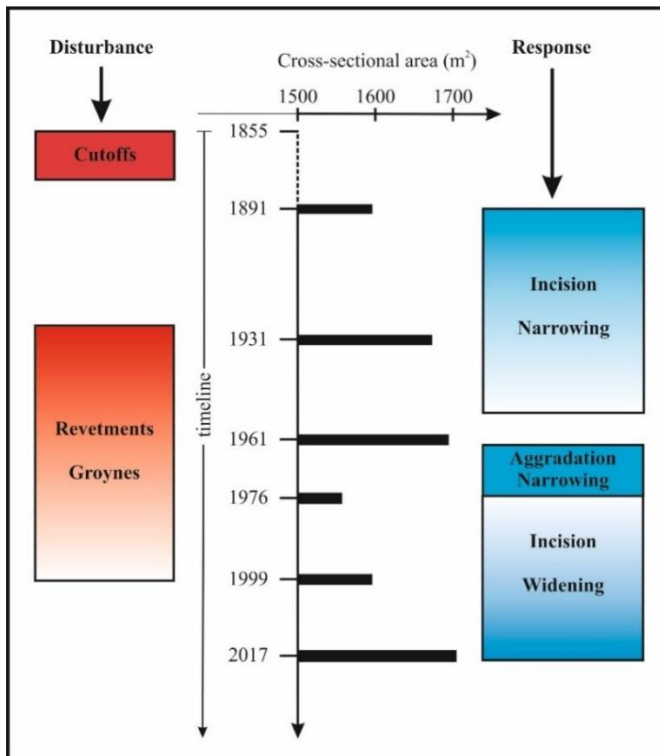 Disturbance
Cross-sectional area (m²)
Response
1500 1600 1700
1855
Cutoffs
1891
Incision
Narrowing
1931
timeline
Revetments
Groynes
1961
Aggradation
Narrowing
1976
Incision
Widening
1999
2017